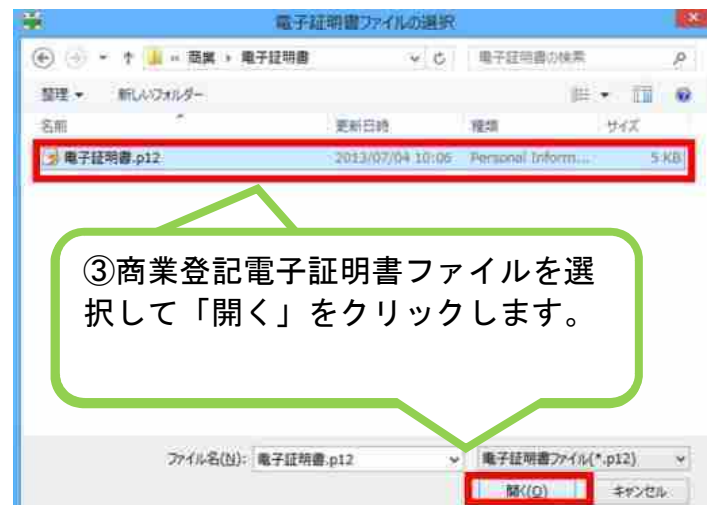 電子証明書ファイルの選択
« 商業 › 電子証明書
電子証明書の検索
整理 新しいフォルダー
名前 更新日時 種類 サイズ
電子証明書.p12 2013/07/04 10:06 Personal Inform... 5 KB
③商業登記電子証明書ファイルを選
択して「開く」をクリックします。
ファイル名(N): 電子証明書.p12 電子証明書ファイル(*.p12)
開く(O) キャンセル